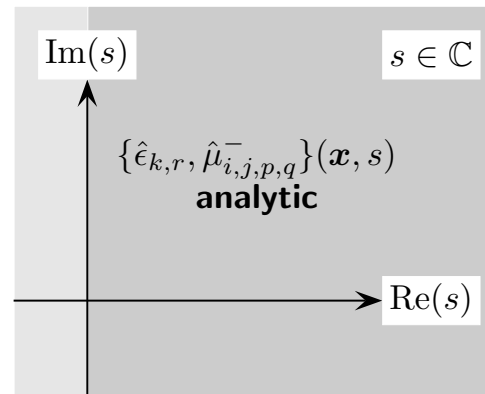 Im(s)
s ∈ ℂ
{ε̂ₖ,ᵣ, μ̂⁻ᵢ,ⱼ,ₚ,q}(𝒙, s)
analytic
Re(s)